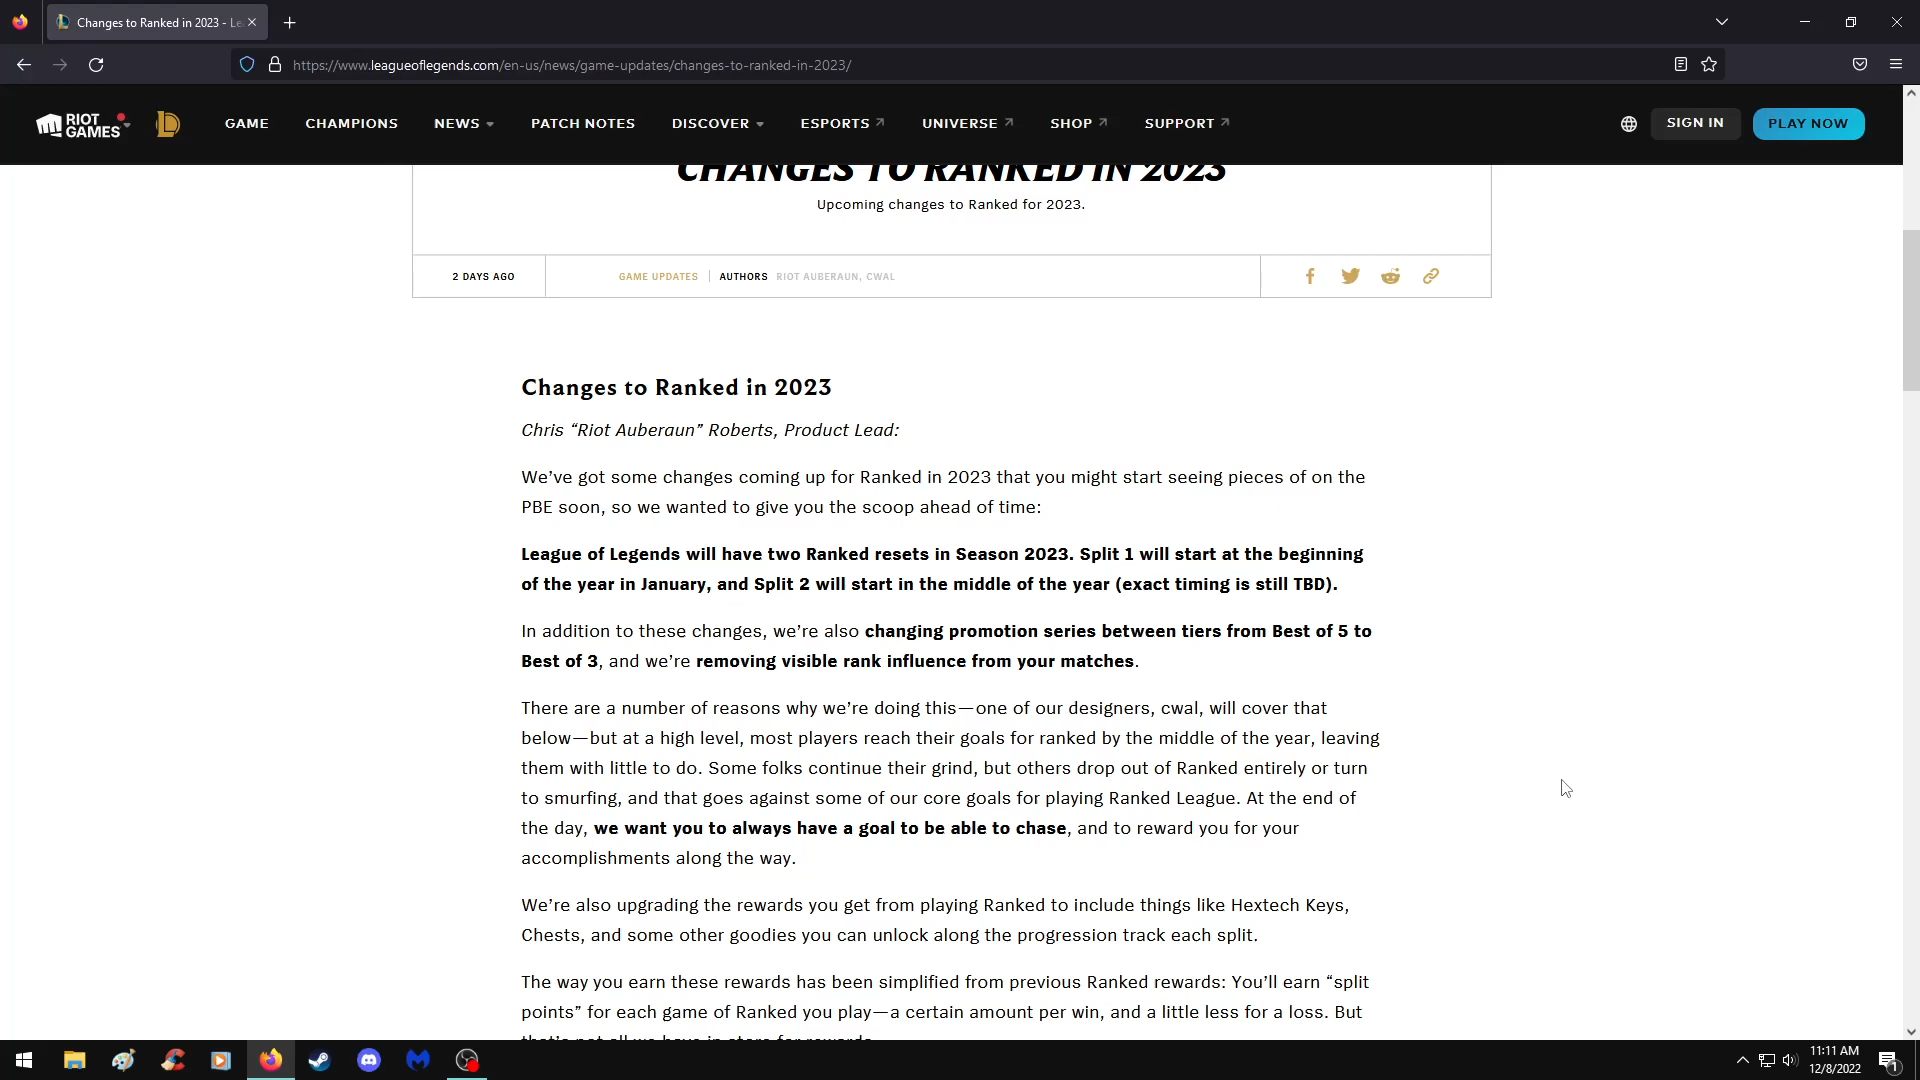 Changes to Ranked in 2023 - Le
https://www.leagueoflegends.com/en-us/news/game-updates/changes-to-ranked-in-2023/
RIOT GAMES
GAME CHAMPIONS NEWS PATCH NOTES DISCOVER ESPORTS UNIVERSE SHOP SUPPORT SIGN IN PLAY NOW
CHANGES TO RANKED IN 2023
Upcoming changes to Ranked for 2023.
2 DAYS AGO GAME UPDATES AUTHORS RIOT AUBERAUN, CWAL
Changes to Ranked in 2023
Chris “Riot Auberaun” Roberts, Product Lead:
We’ve got some changes coming up for Ranked in 2023 that you might start seeing pieces of on the
PBE soon, so we wanted to give you the scoop ahead of time:
League of Legends will have two Ranked resets in Season 2023. Split 1 will start at the beginning
of the year in January, and Split 2 will start in the middle of the year (exact timing is still TBD).
In addition to these changes, we’re also changing promotion series between tiers from Best of 5 to
Best of 3, and we’re removing visible rank influence from your matches.
There are a number of reasons why we’re doing this—one of our designers, cwal, will cover that
below—but at a high level, most players reach their goals for ranked by the middle of the year, leaving
them with little to do. Some folks continue their grind, but others drop out of Ranked entirely or turn
to smurfing, and that goes against some of our core goals for playing Ranked League. At the end of
the day, we want you to always have a goal to be able to chase, and to reward you for your
accomplishments along the way.
We’re also upgrading the rewards you get from playing Ranked to include things like Hextech Keys,
Chests, and some other goodies you can unlock along the progression track each split.
The way you earn these rewards has been simplified from previous Ranked rewards: You’ll earn “split
points” for each game of Ranked you play—a certain amount per win, and a little less for a loss. But
that’s not all we have in store for rewards
11:11 AM
12/8/2022
1